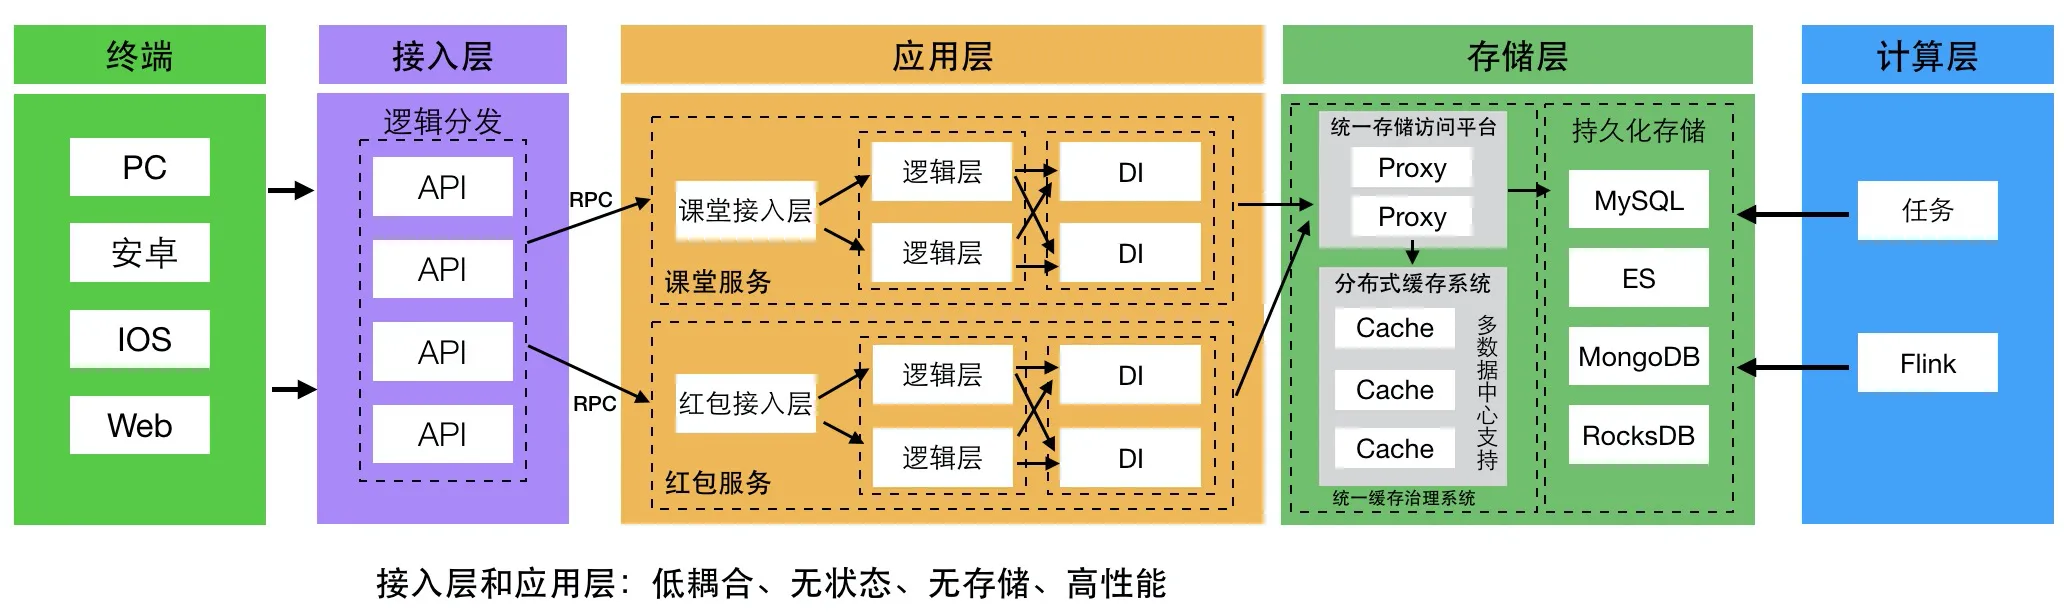 终端
PC
安卓
IOS
Web
接入层
逻辑分发
API
API
API
API
RPC
RPC
应用层
课堂接入层
逻辑层
逻辑层
DI
DI
课堂服务
红包接入层
逻辑层
逻辑层
DI
DI
红包服务
存储层
统一存储访问平台
Proxy
Proxy
分布式缓存系统
Cache
Cache
Cache
多数据中心支持
统一缓存治理系统
持久化存储
MySQL
ES
MongoDB
RocksDB
计算层
任务
Flink
接入层和应用层：低耦合、无状态、无存储、高性能